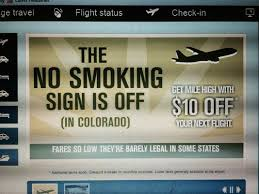 ge travel
Flight status
Check-in
THE
NO SMOKING
SIGN IS OFF
(IN COLORADO)
GET MILE HIGH WITH
$10 OFF
YOUR NEXT FLIGHT.
FARES SO LOW THEY'RE BARELY LEGAL IN SOME STATES